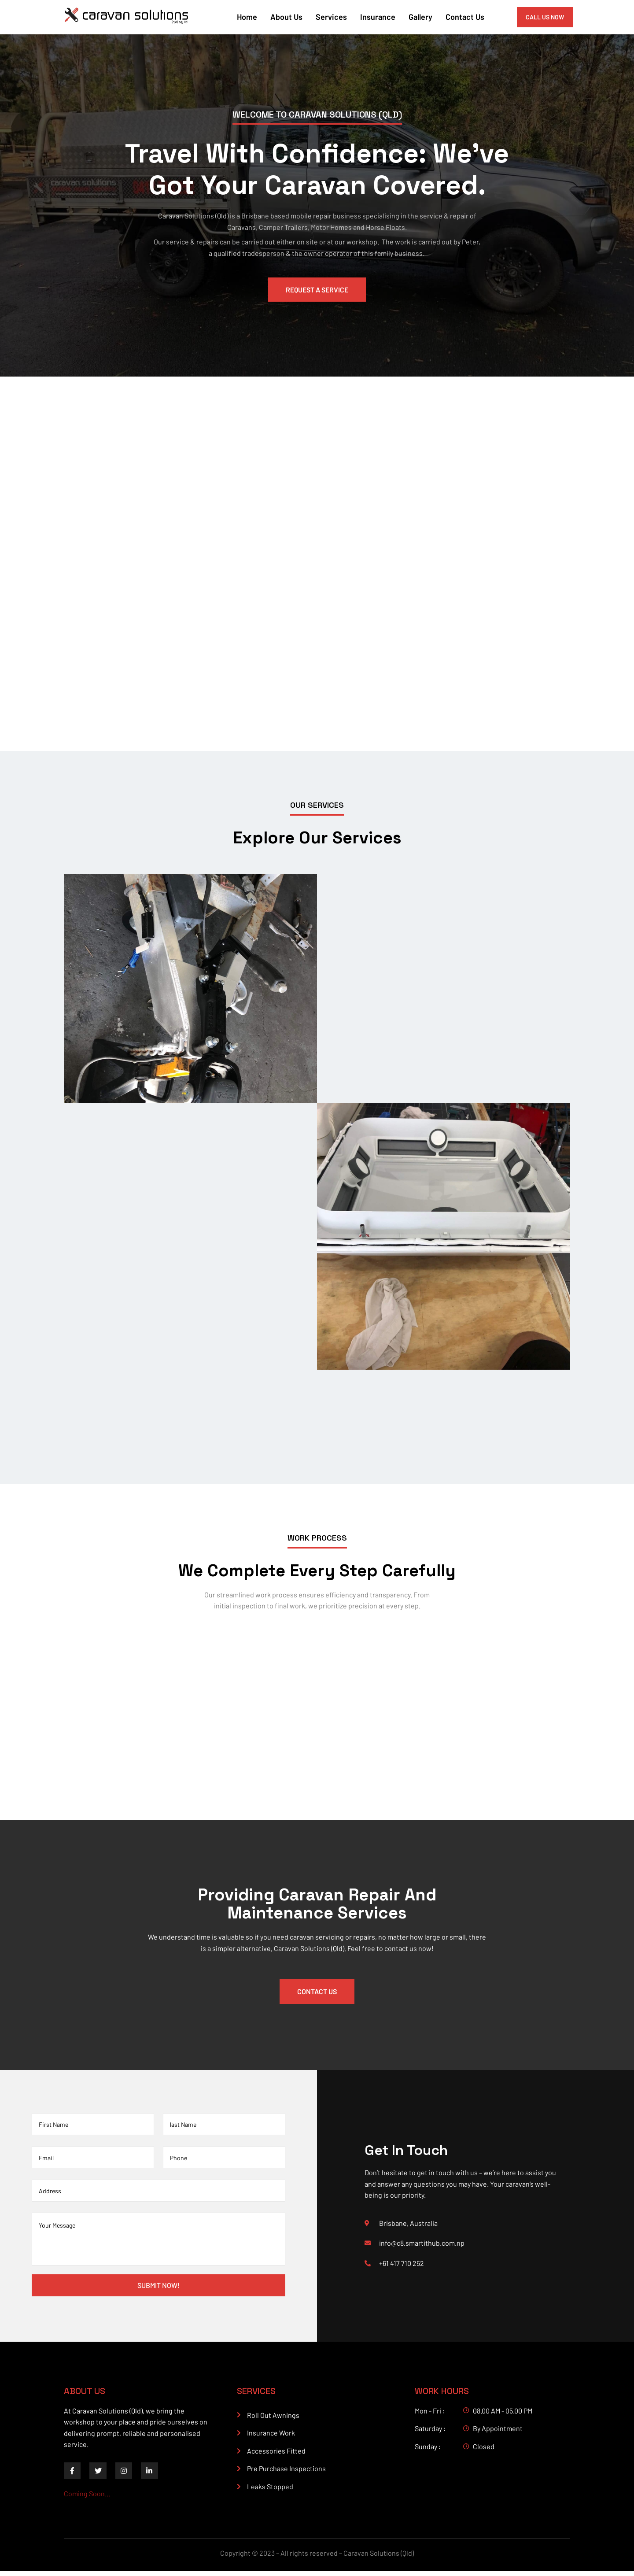 caravan solutions
Home
About Us
Services
Insurance
Gallery
Contact Us
CALL US NOW
WELCOME TO CARAVAN SOLUTIONS (QLD)
Travel With Confidence: We've
Got Your Caravan Covered.
caravan solutions
Caravan Solutions (Qld) is a Brisbane based mobile repair business specialising in the service & repair of
Caravans, Camper Trailers, Motor Homes and Horse Floats.
Our service & repairs can be carried out either on site or at our workshop. The work is carried out by Peter,
a qualified tradesperson & the owner operator of this family business.
REQUEST A SERVICE
OUR SERVICES
Explore Our Services
WORK PROCESS
We Complete Every Step Carefully
Our streamlined work process ensures efficiency and transparency. From
initial inspection to final work, we prioritize precision at every step.
Providing Caravan Repair And
Maintenance Services
We understand time is valuable so if you need caravan servicing or repairs, no matter how large or small, there
is a simpler alternative, Caravan Solutions (Qld). Feel free to contact us now!
CONTACT US
First Name
last Name
Email
Phone
Address
Your Message
SUBMIT NOW!
Get In Touch
Don't hesitate to get in touch with us – we're here to assist you
and answer any questions you may have. Your caravan's well-
being is our priority.
Brisbane, Australia
info@c8.smartithub.com.np
+61 417 710 252
ABOUT US
At Caravan Solutions (Qld), we bring the
workshop to your place and pride ourselves on
delivering prompt, reliable and personalised
service.
Coming Soon...
SERVICES
Roll Out Awnings
Insurance Work
Accessories Fitted
Pre Purchase Inspections
Leaks Stopped
WORK HOURS
Mon - Fri : 08.00 AM - 05.00 PM
Saturday : By Appointment
Sunday : Closed
Copyright © 2023 – All rights reserved – Caravan Solutions (Qld)